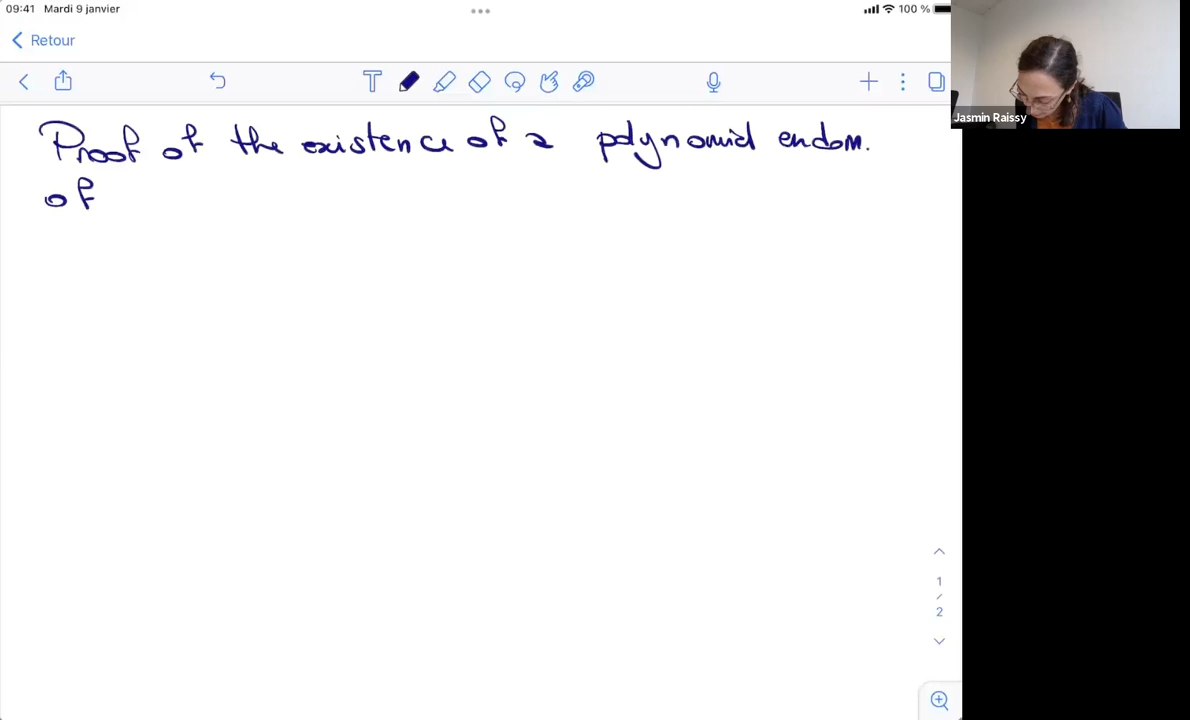 09:41 Mardi 9 janvier
100 %
Retour
Jasmin Raissy
Proof of the existence of a polynomial endom.
of
1
/
2